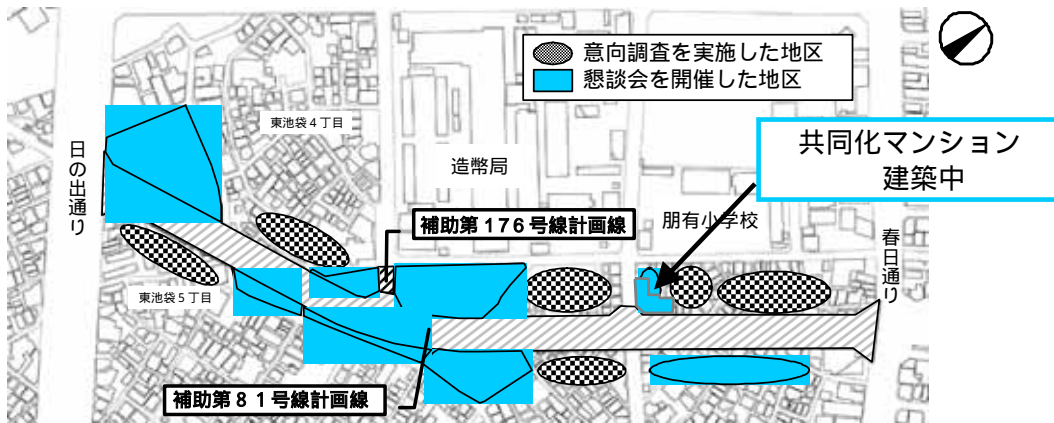 意向調査を実施した地区
懇談会を開催した地区
共同化マンション
建築中
東池袋4丁目
日の出通り
造幣局
補助第176号線計画線
朋有小学校
春日通り
東池袋5丁目
補助第81号線計画線